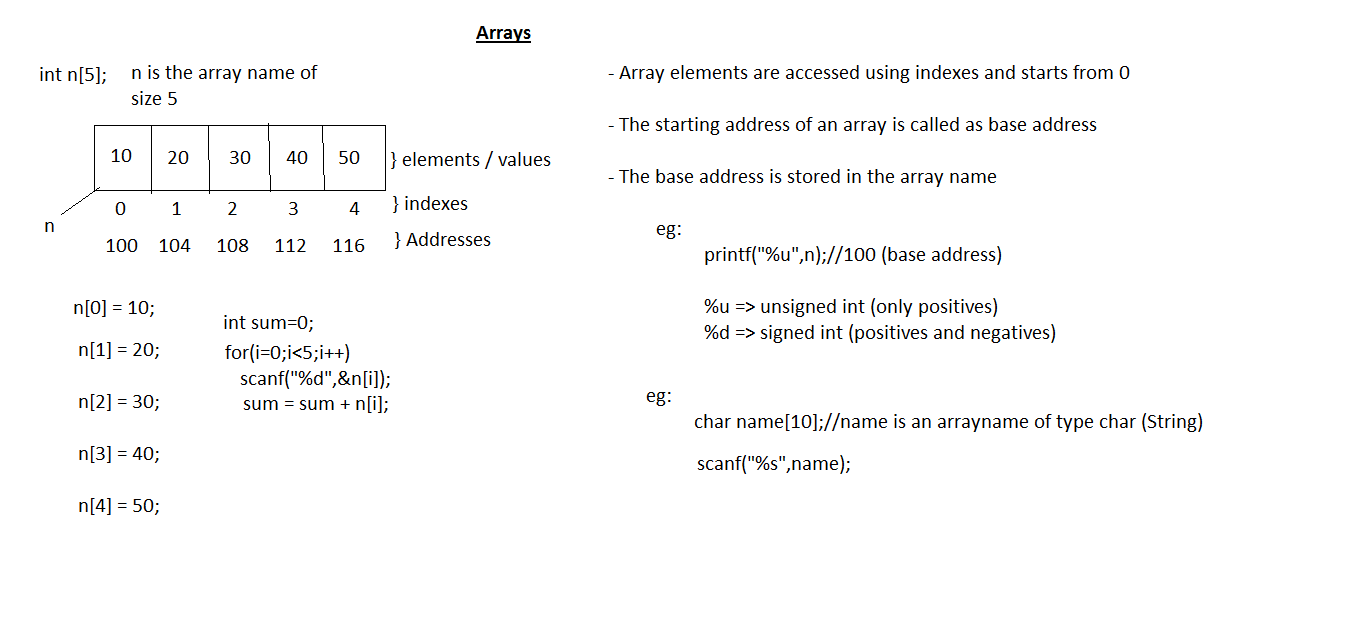 Arrays
int n[5];
n is the array name of
size 5
10 20 30 40 50 } elements / values
0 1 2 3 4 } indexes
n
100 104 108 112 116 } Addresses
n[0] = 10;
n[1] = 20;
n[2] = 30;
n[3] = 40;
n[4] = 50;
int sum=0;
for(i=0;i<5;i++)
scanf("%d",&n[i]);
sum = sum + n[i];
- Array elements are accessed using indexes and starts from 0
- The starting address of an array is called as base address
- The base address is stored in the array name
eg:
printf("%u",n);//100 (base address)
%u => unsigned int (only positives)
%d => signed int (positives and negatives)
eg:
char name[10];//name is an arrayname of type char (String)
scanf("%s",name);